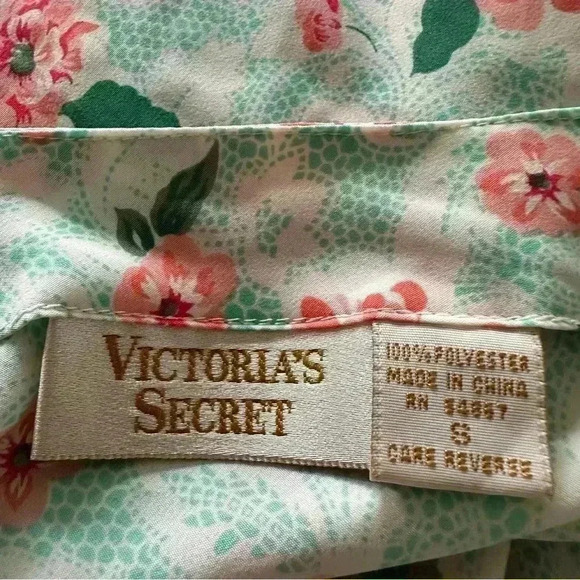 VICTORIA'S
SECRET
100% POLYESTER
MADE IN CHINA
RN 54867
S
CARE REVERSE